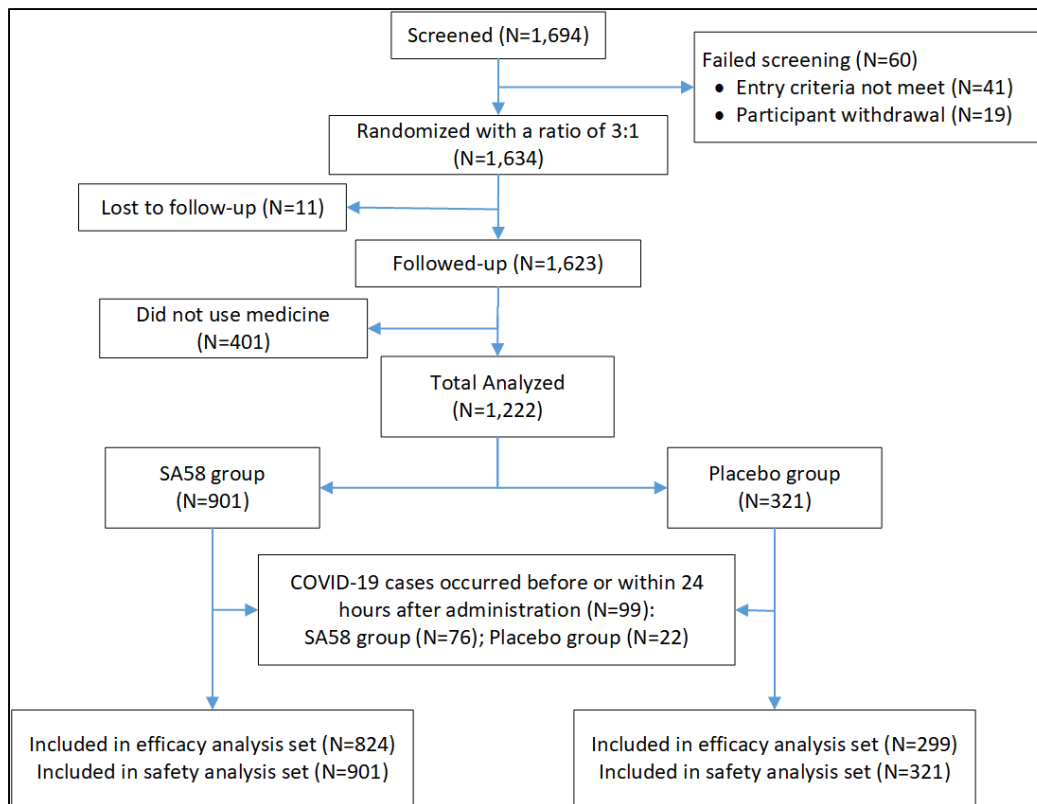 Screened (N=1,694)
Failed screening (N=60)
• Entry criteria not meet (N=41)
• Participant withdrawal (N=19)
Randomized with a ratio of 3:1
(N=1,634)
Lost to follow-up (N=11)
Followed-up (N=1,623)
Did not use medicine
(N=401)
Total Analyzed
(N=1,222)
SA58 group
(N=901)
Placebo group
(N=321)
COVID-19 cases occurred before or within 24
hours after administration (N=99):
SA58 group (N=76); Placebo group (N=22)
Included in efficacy analysis set (N=824)
Included in safety analysis set (N=901)
Included in efficacy analysis set (N=299)
Included in safety analysis set (N=321)